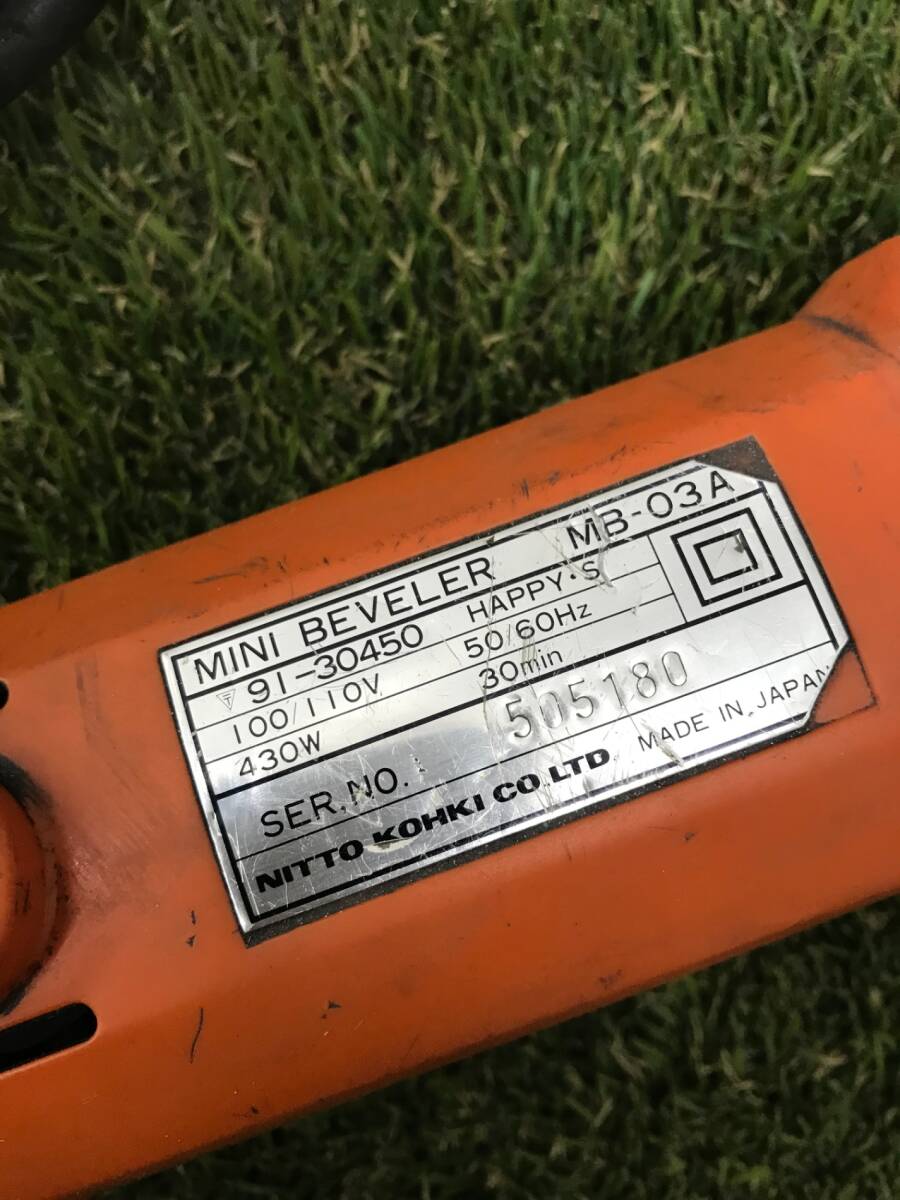 MINI BEVELER MB-03A
91-30450 HAPPY·S
100/110V 50/60Hz
430W 30min
SER.NO. 505180
NITTO KOHKI CO.LTD. MADE IN JAPAN